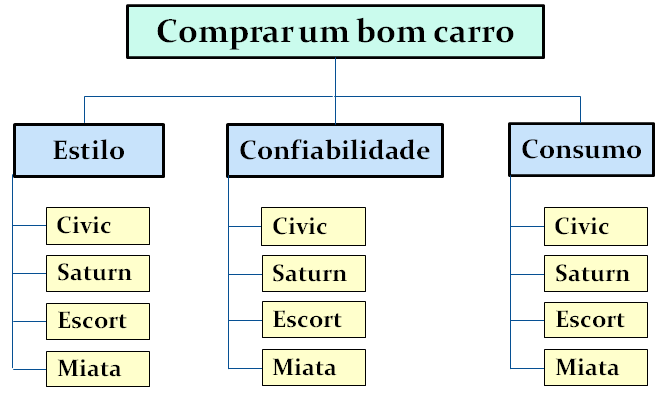 Comprar um bom carro
Estilo
Civic
Saturn
Escort
Miata
Confiabilidade
Civic
Saturn
Escort
Miata
Consumo
Civic
Saturn
Escort
Miata